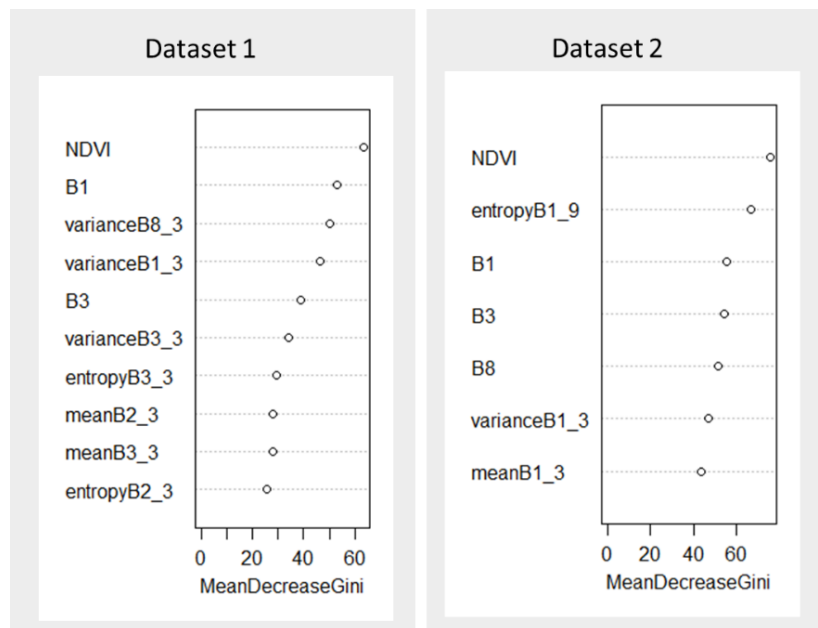 Dataset 1
NDVI
B1
varianceB8_3
varianceB1_3
B3
varianceB3_3
entropyB3_3
meanB2_3
meanB3_3
entropyB2_3
0 20 40 60
MeanDecreaseGini
Dataset 2
NDVI
entropyB1_9
B1
B3
B8
varianceB1_3
meanB1_3
0 20 40 60
MeanDecreaseGini